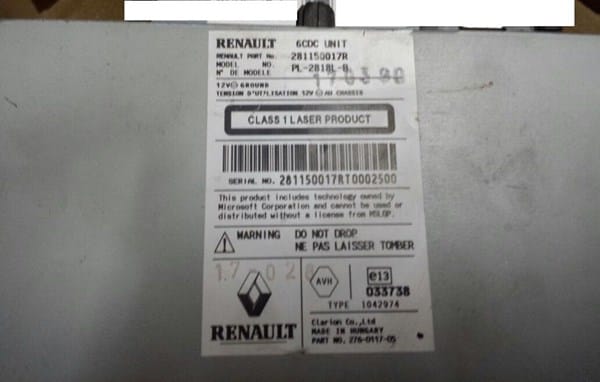 RENAULT 6CDC UNIT
RENAULT PART NO. 281150017R
MODEL NO. PL-2818L-B
N° DE MODELE
12V ⊖ GROUND
TENSION D'UTILISATION 12V ⊖ AU CHASSIS
CLASS 1 LASER PRODUCT
SERIAL NO. 281150017RT0002500
This product includes technology owned by
Microsoft Corporation and cannot be used or
distributed without a license from MSLGP.
WARNING DO NOT DROP
NE PAS LAISSER TOMBER
AVH
e13
033738
TYPE 1042974
RENAULT
Clarion Co.,Ltd
MADE IN HUNGARY
PART NO. 276-0117-05